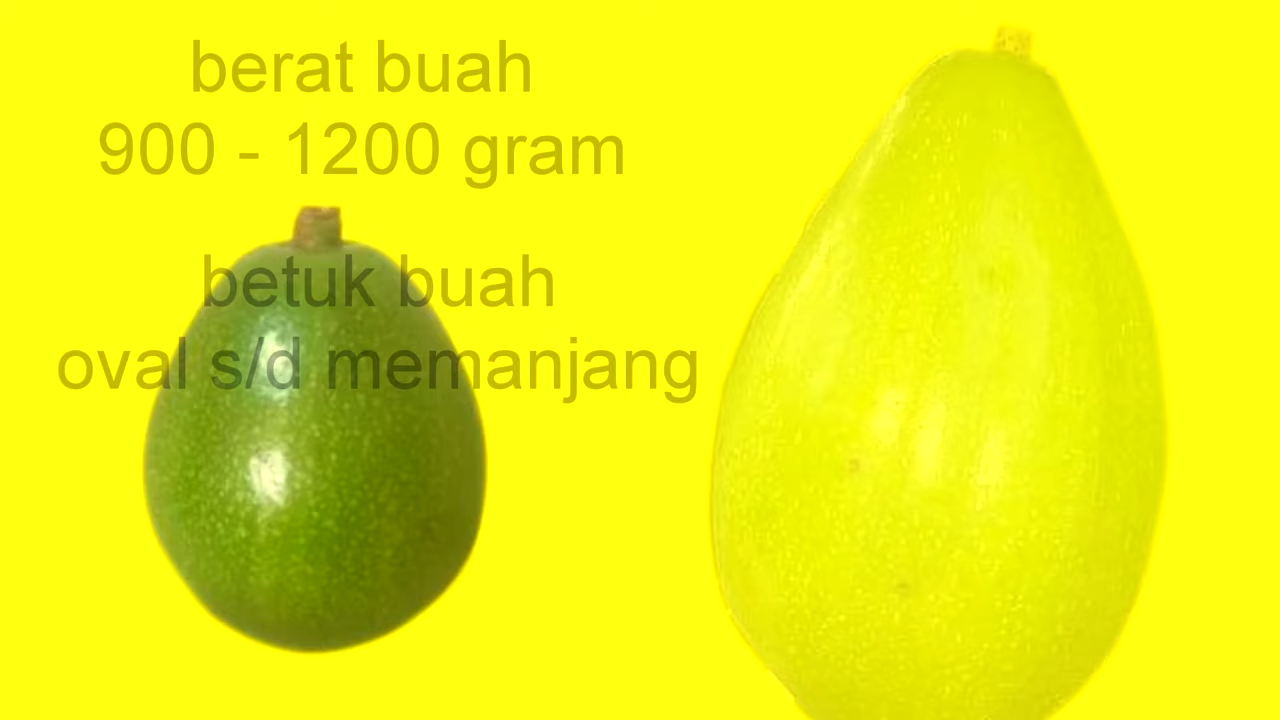 berat buah
900 - 1200 gram
betuk buah
oval s/d memanjang